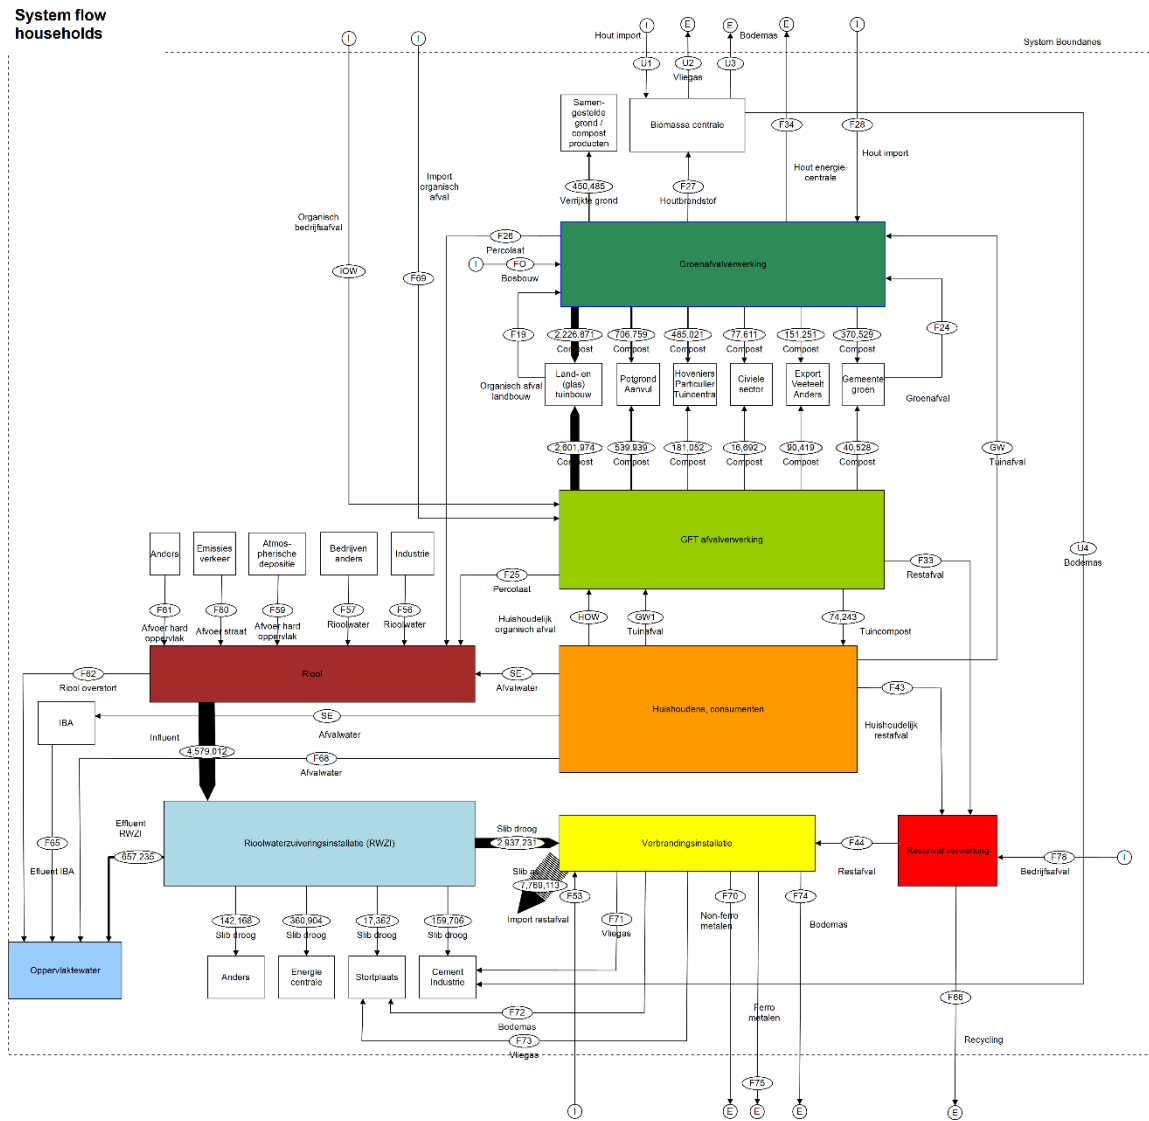 System flow
households
I
I
I
E
E
E
I
Hout import
Bodemas
System Boundaries
U1
U2
U3
Vliegas
Samen-
gestelde
grond /
compost
producten
Biomassa centrale
F34
F28
Hout import
Hout energie-
centrale
Import
organisch
afval
450,485
Verrijkte grond
F27
Houtbrandstof
Organisch
bedrijfsafval
F26
Percolaat
I
FO
Bosbouw
Groenafvalverwerking
IOW
F69
F19
F24
2,226,871
706,759
485,021
77,611
151,251
370,529
Compost
Compost
Compost
Compost
Compost
Compost
Organisch afval
landbouw
Land- en
(glas)
tuinbouw
Potgrond
Aanvul
Hoveniers
Particulier
Tuincentra
Civiele
sector
Export
Veeteelt
Anders
Gemeente
groen
Groenafval
2,601,974
539,939
181,052
16,692
90,419
40,528
Compost
Compost
Compost
Compost
Compost
Compost
GW
Tuinafval
Anders
Emissies
verkeer
Atmos-
pherische
depositie
Bedrijven
anders
Industrie
GFT afvalverwerking
U4
Bodemas
F33
Restafval
F25
Percolaat
F61
F60
F59
F57
F56
Afvoer hard
oppervlak
Afvoer straat
Afvoer hard
oppervlak
Rioolwater
Rioolwater
Huishoudelijk
organisch afval
HOW
GW1
Tuinafval
74,243
Tuincompost
Riool
F62
Riool overstort
SE-
Afvalwater
Huishoudens, consumenten
F43
Huishoudelijk
restafval
IBA
SE
Afvalwater
Influent
4,579,012
F68
Afvalwater
Effluent
RWZI
F65
657,235
Efluent IBA
Rioolwaterzuiveringsinstallatie (RWZI)
Slib droog
2,937,231
Slib as
7,769,113
Import restafval
Verbrandingsinstallatie
F44
Restafval
Restafval verwerking
F78
Bedrijfsafval
I
F53
F71
Vliegas
F70
Non-ferro
metalen
F74
Bodemas
142,168
360,904
17,362
159,706
Slib droog
Slib droog
Slib droog
Slib droog
Oppervlaktewater
Anders
Energie
centrale
Stortplaats
Cement
Industrie
F72
Bodemas
F73
Vliegas
Ferro
metalen
F66
Recycling
F75
I
E
E
E
E